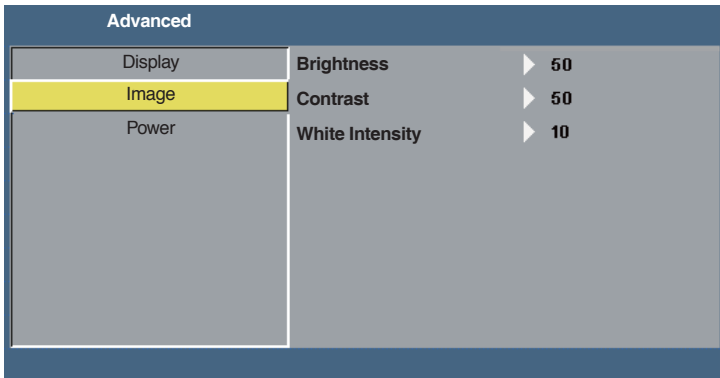 Advanced
Display
Image
Power
Brightness 50
Contrast 50
White Intensity 10